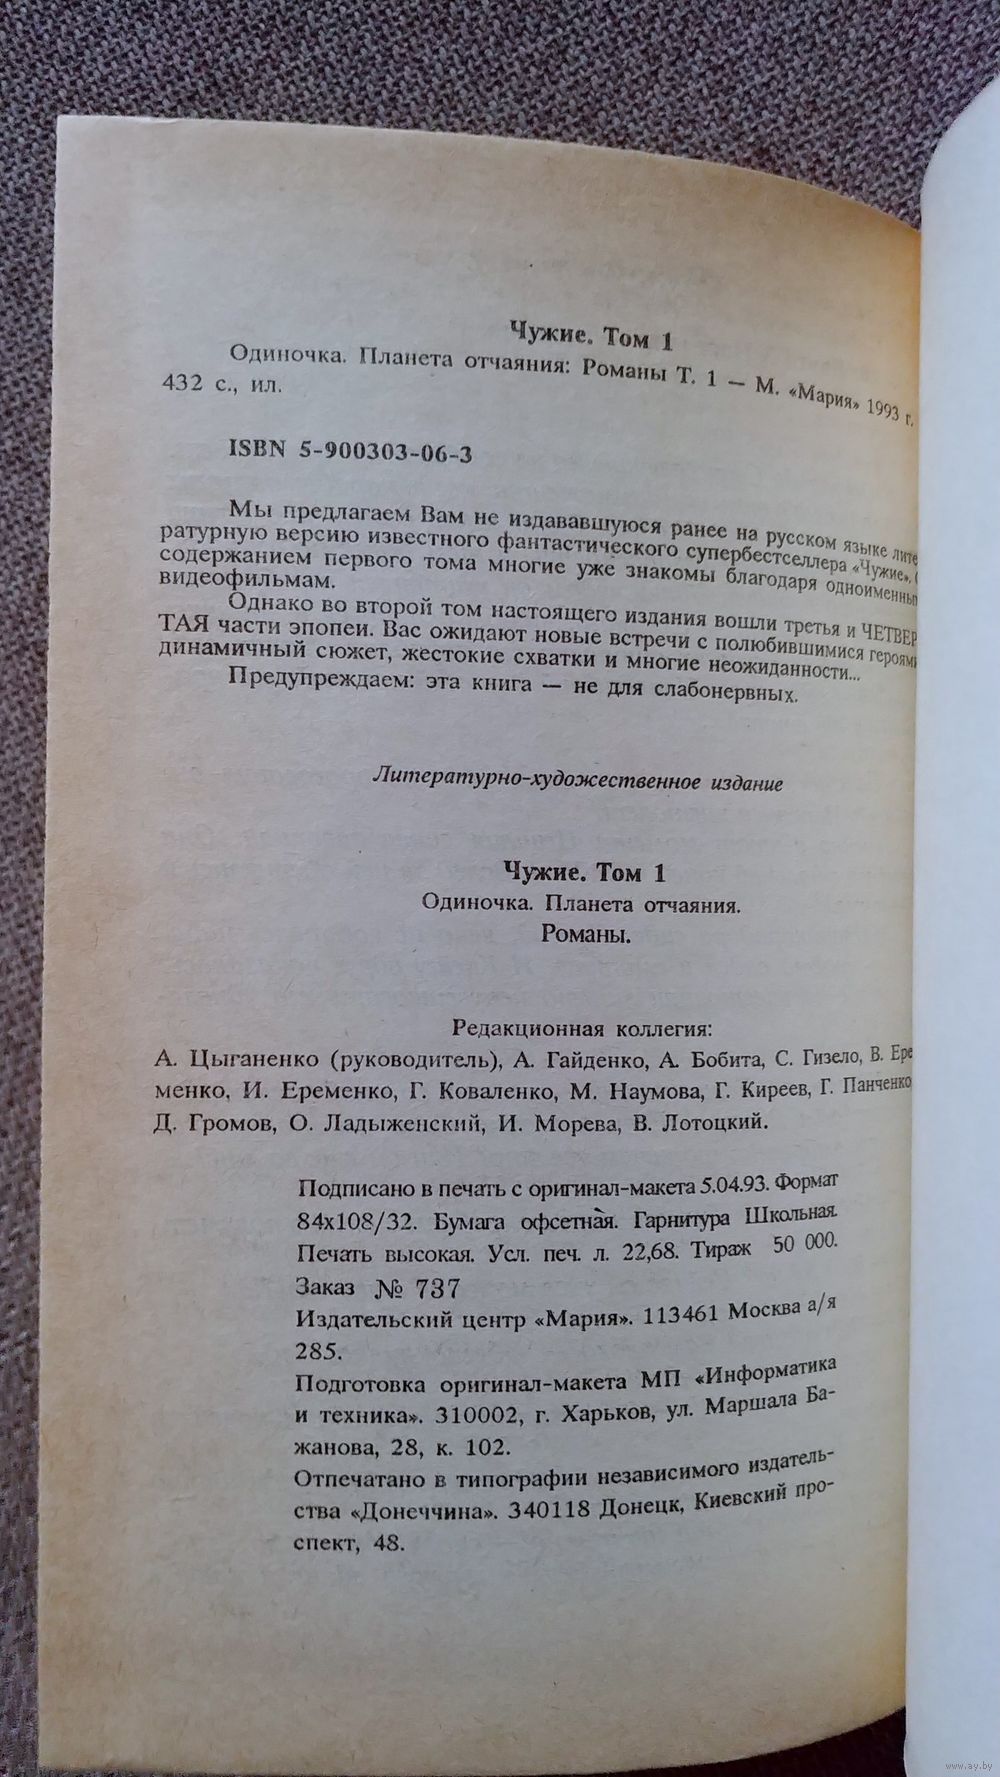 Чужие. Том 1
Одиночка. Планета отчаяния: Романы Т. 1 — М. «Мария» 1993 г.
432 с., ил.
ISBN 5-900303-06-3
Мы предлагаем Вам не издававшуюся ранее на русском языке лите
ратурную версию известного фантастического супербестселлера «Чужие».
содержанием первого тома многие уже знакомы благодаря одноименным
видеофильмам.
Однако во второй том настоящего издания вошли третья и ЧЕТВЕР
ТАЯ части эпопеи. Вас ожидают новые встречи с полюбившимися героями
динамичный сюжет, жестокие схватки и многие неожиданности...
Предупреждаем: эта книга — не для слабонервных.
Литературно-художественное издание
Чужие. Том 1
Одиночка. Планета отчаяния.
Романы.
Редакционная коллегия:
А. Цыганенко (руководитель), А. Гайденко, А. Бобита, С. Гизело, В. Ере
менко, И. Еременко, Г. Коваленко, М. Наумова, Г. Киреев, Г. Панченко
Д. Громов, О. Ладыженский, И. Морева, В. Лотоцкий.
Подписано в печать с оригинал-макета 5.04.93. Формат
84х108/32. Бумага офсетная. Гарнитура Школьная.
Печать высокая. Усл. печ. л. 22,68. Тираж 50 000.
Заказ № 737
Издательский центр «Мария». 113461 Москва а/я
285.
Подготовка оригинал-макета МП «Информатика
и техника». 310002, г. Харьков, ул. Маршала Ба-
жанова, 28, к. 102.
Отпечатано в типографии независимого издатель-
ства «Донеччина». 340118 Донецк, Киевский про-
спект, 48.
www.ay.by